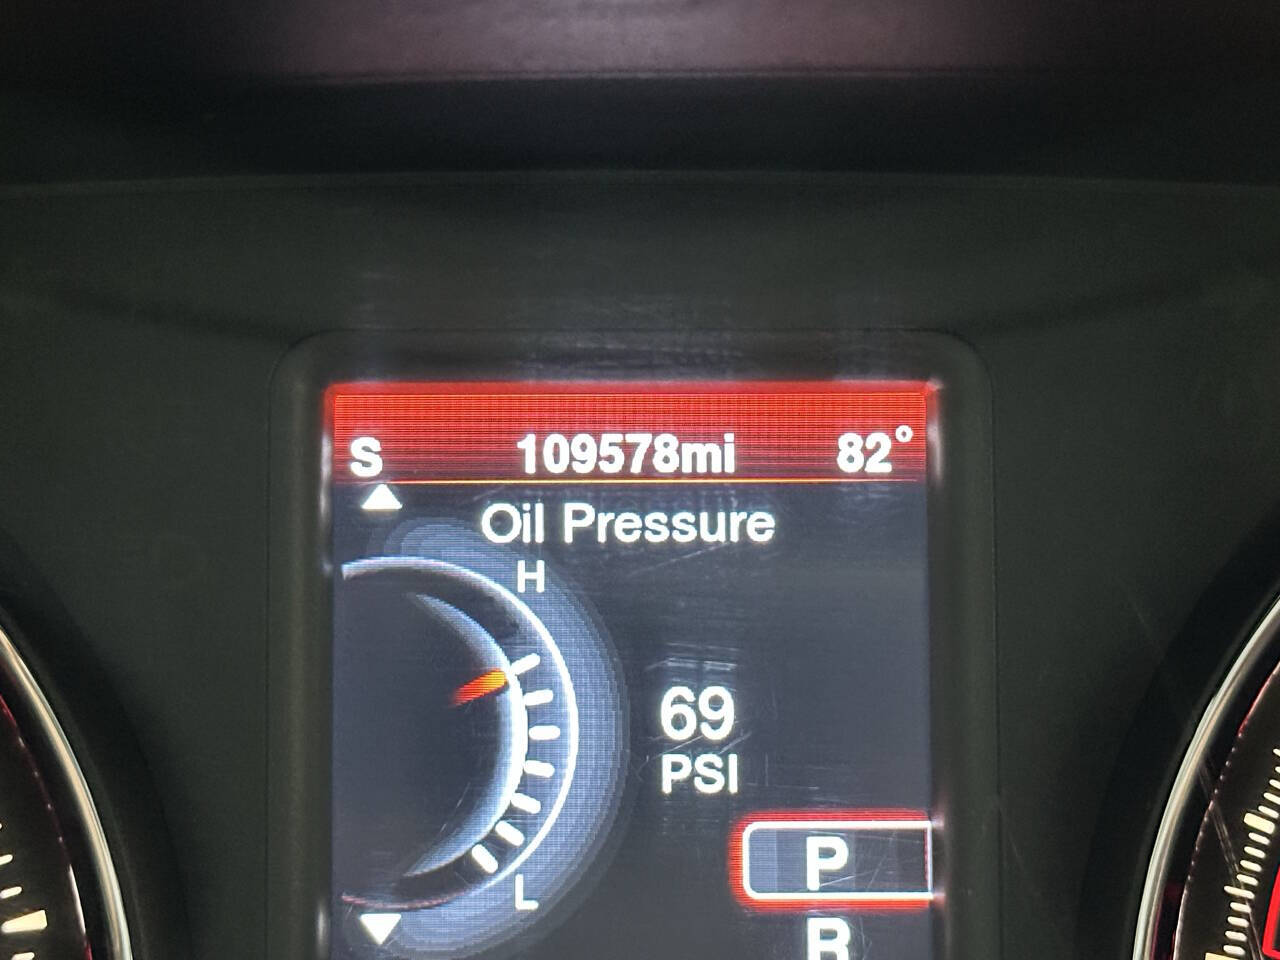 S 109578mi 82°
Oil Pressure
H
69
PSI
P
L
R